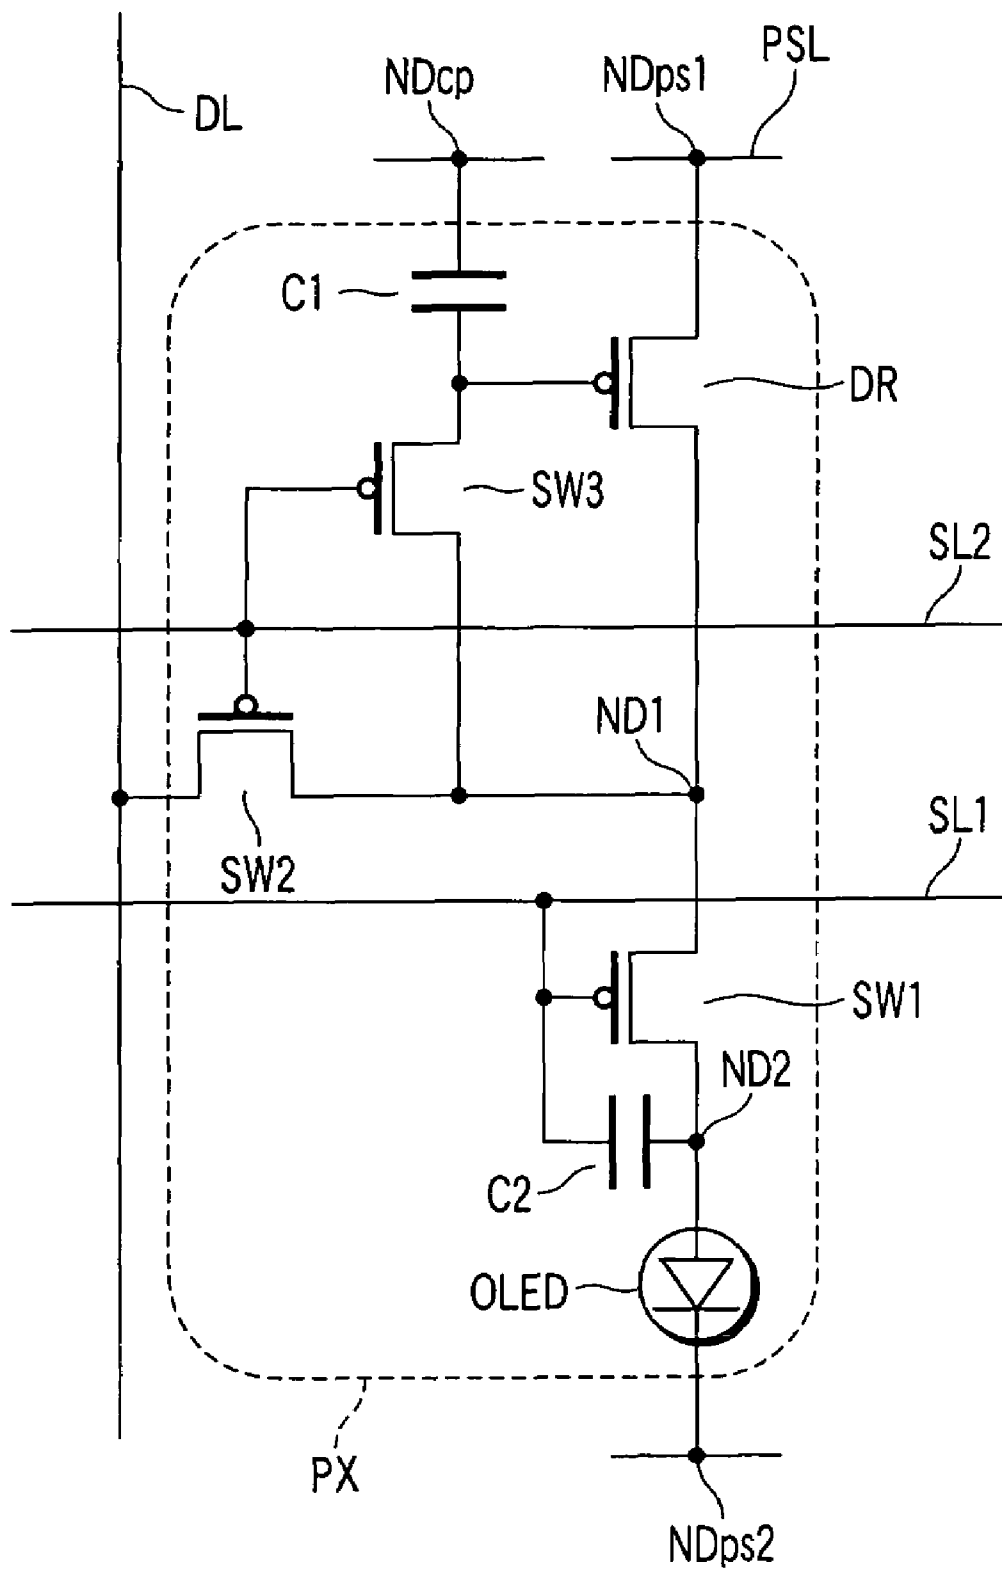 PSL
NDcp
NDps1
DL
C1
DR
SW3
SL2
ND1
SL1
SW2
SW1
ND2
C2
OLED
PX
NDps2